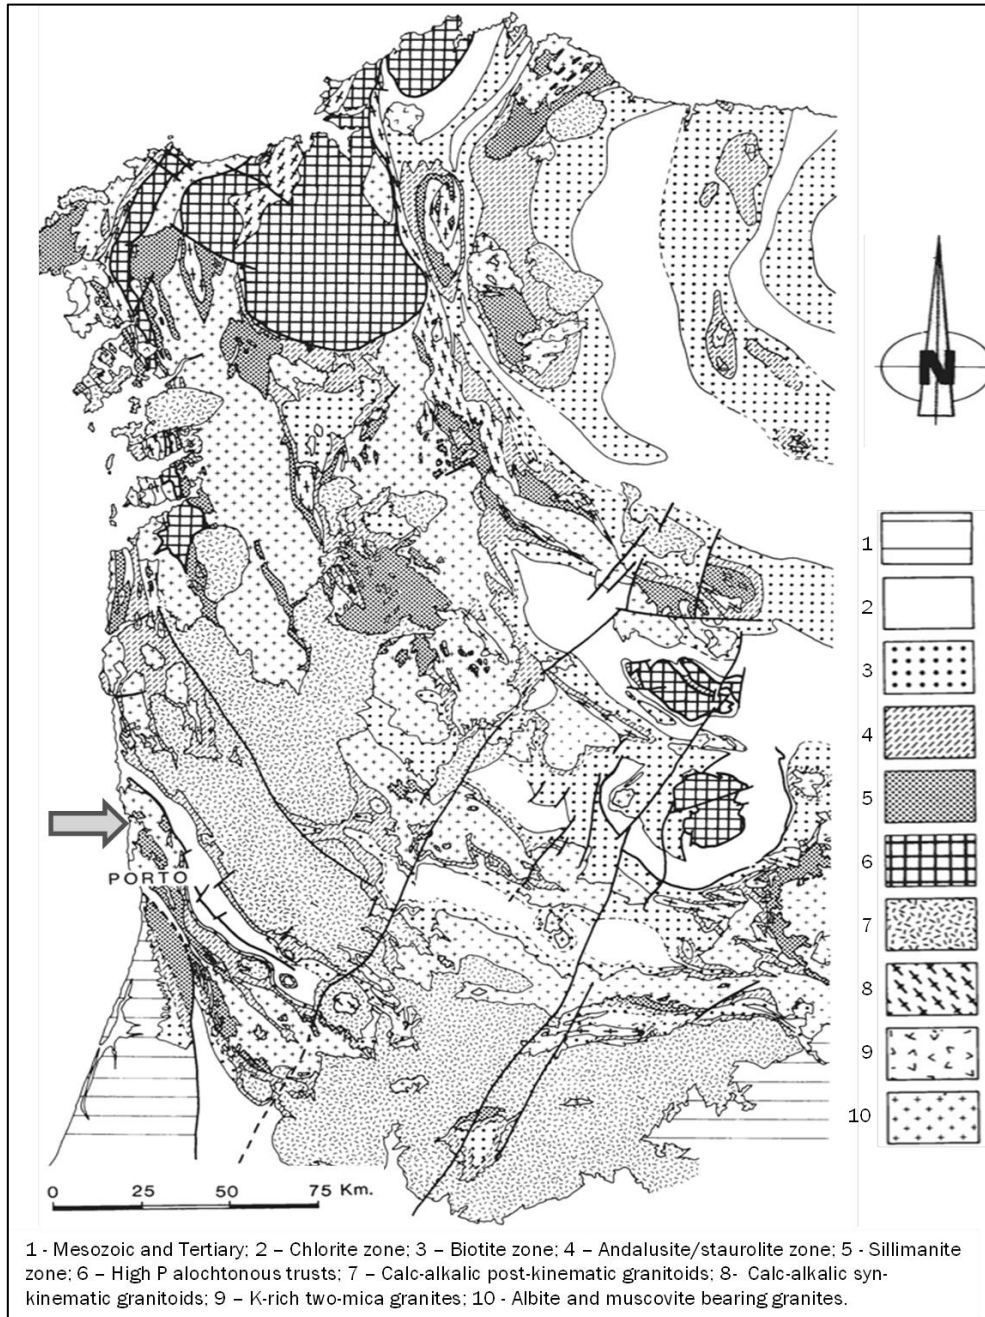 N
1
2
3
4
5
6
7
8
9
10
PORTO
0 25 50 75 Km.
1 - Mesozoic and Tertiary; 2 – Chlorite zone; 3 – Biotite zone; 4 – Andalusite/staurolite zone; 5 - Sillimanite
zone; 6 – High P alochtonous trusts; 7 – Calc-alkalic post-kinematic granitoids; 8- Calc-alkalic syn-
kinematic granitoids; 9 – K-rich two-mica granites; 10 - Albite and muscovite bearing granites.